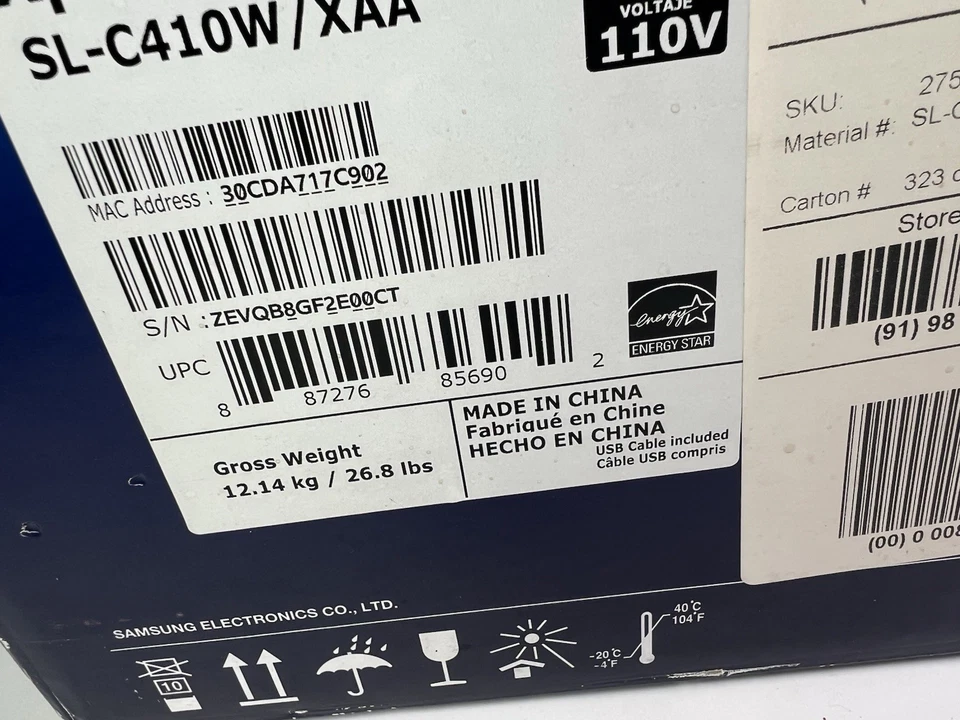 SL-C410W/XAA
VOLTAJE
110V
MAC Address : 30CDA717C902
S/N :ZEVQB8GF2E00CT
UPC
8 87276 85690 2
energy
ENERGY STAR
Gross Weight
12.14 kg / 26.8 lbs
MADE IN CHINA
Fabriqué en Chine
HECHO EN CHINA
USB Cable included
Câble USB compris
SKU: 275
Material #: SL-C
Carton # 323 o
Store
(91) 98
(00) 0 008
SAMSUNG ELECTRONICS CO., LTD.
10
40°C
104°F
-20°C
-4°F